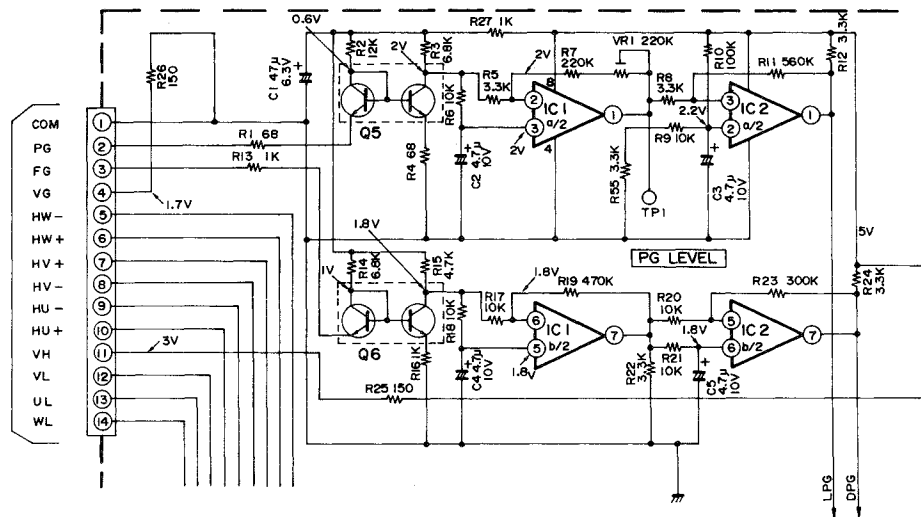 R27 1K
0.6V
R2 12K
R3 6.8K
VR1 220K
R10 100K
R12 3.3K
R26 150
C1 47μ 6.3V
2V
2V
R7 220K
R11 560K
R5 3.3K
8
R8 3.3K
R6 10K
2
IC1
1
3
a/2
4
2.2V
3
IC2
1
2
a/2
COM 1
Q5
2V
R9 10K
PG 2
R1 68
R4 68
C2 4.7μ 10V
R55 3.3K
C3 4.7μ 10V
FG 3
R13 1K
VG 4
TP1
1.7V
HW- 5
1.8V
5V
HW+ 6
PG LEVEL
HV+ 7
1V
R14 6.8K
R15 4.7K
1.8V
R19 470K
R23 300K
R24 3.3K
HV- 8
R17 10K
R20 10K
HU- 9
R18 10K
6
IC1
7
5
b/2
1.8V
5
IC2
7
6
b/2
HU+ 10
3V
Q6
1.8V
R21 10K
VH 11
R16 1K
C4 4.7μ 10V
R22 3.3K
C5 4.7μ 10V
VL 12
R25 150
UL 13
WL 14
LPG
DPG